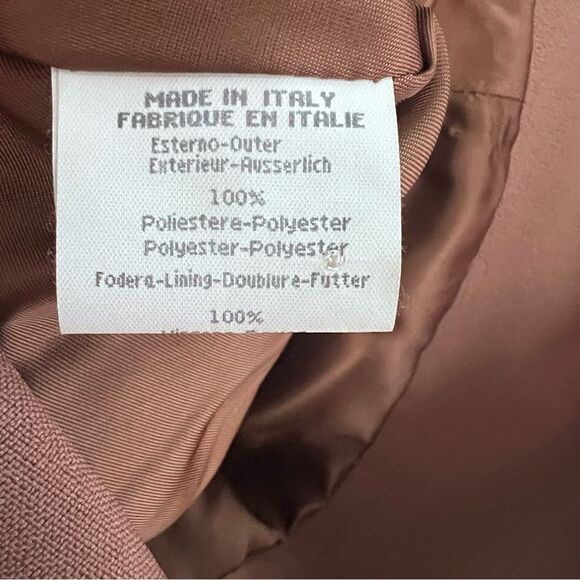 MADE IN ITALY
FABRIQUE EN ITALIE
Esterno-Outer
Exterieur-Ausserlich
100%
Poliestere-Polyester
Polyester-Polyester
Fodera-Lining-Doublure-Futter
100%